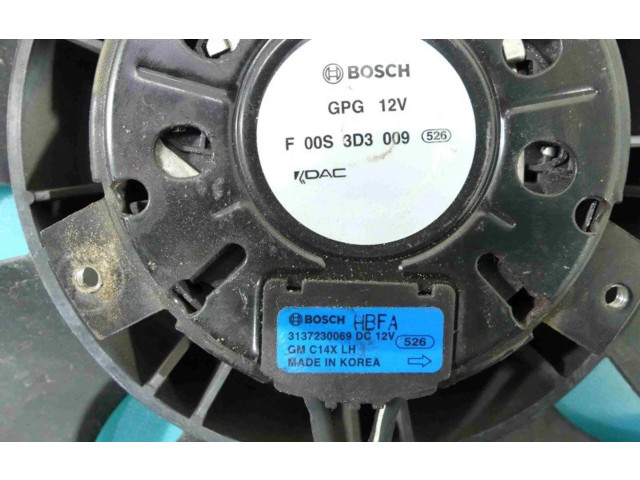 BOSCH
GPG 12V
F 00S 3D3 009 526
KDAC
BOSCH HBFA
3137230069 DC 12V 526
GM C14X LH
MADE IN KOREA